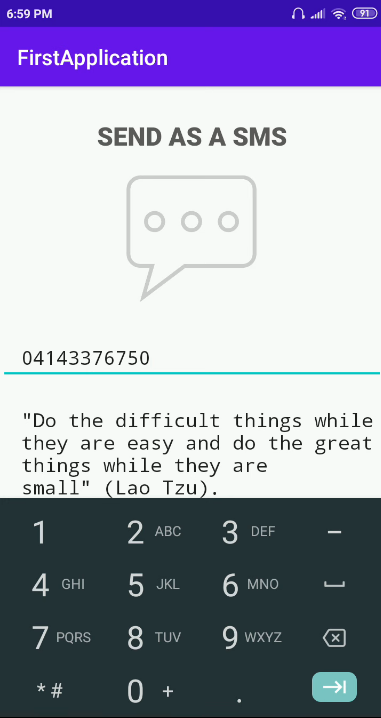 6:59 PM 91
FirstApplication
SEND AS A SMS
04143376750
"Do the difficult things while
they are easy and do the great
things while they are
small" (Lao Tzu).
1 2 ABC 3 DEF -
4 GHI 5 JKL 6 MNO
7 PQRS 8 TUV 9 WXYZ
*# 0 + .